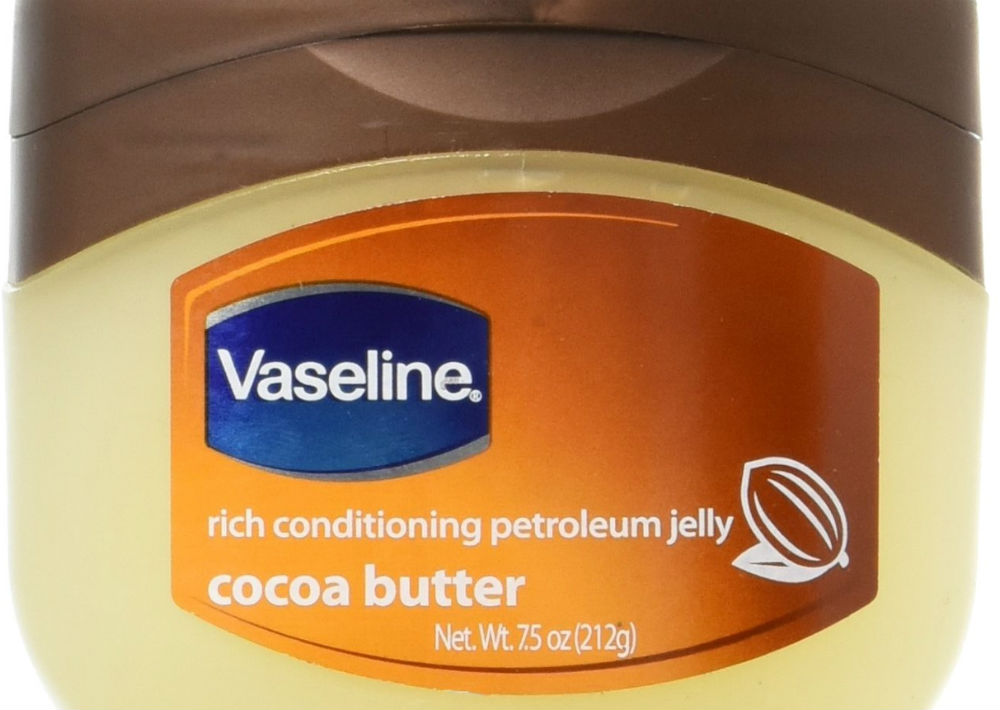 Vaseline®
rich conditioning petroleum jelly
cocoa butter
Net. Wt. 7.5 oz (212g)